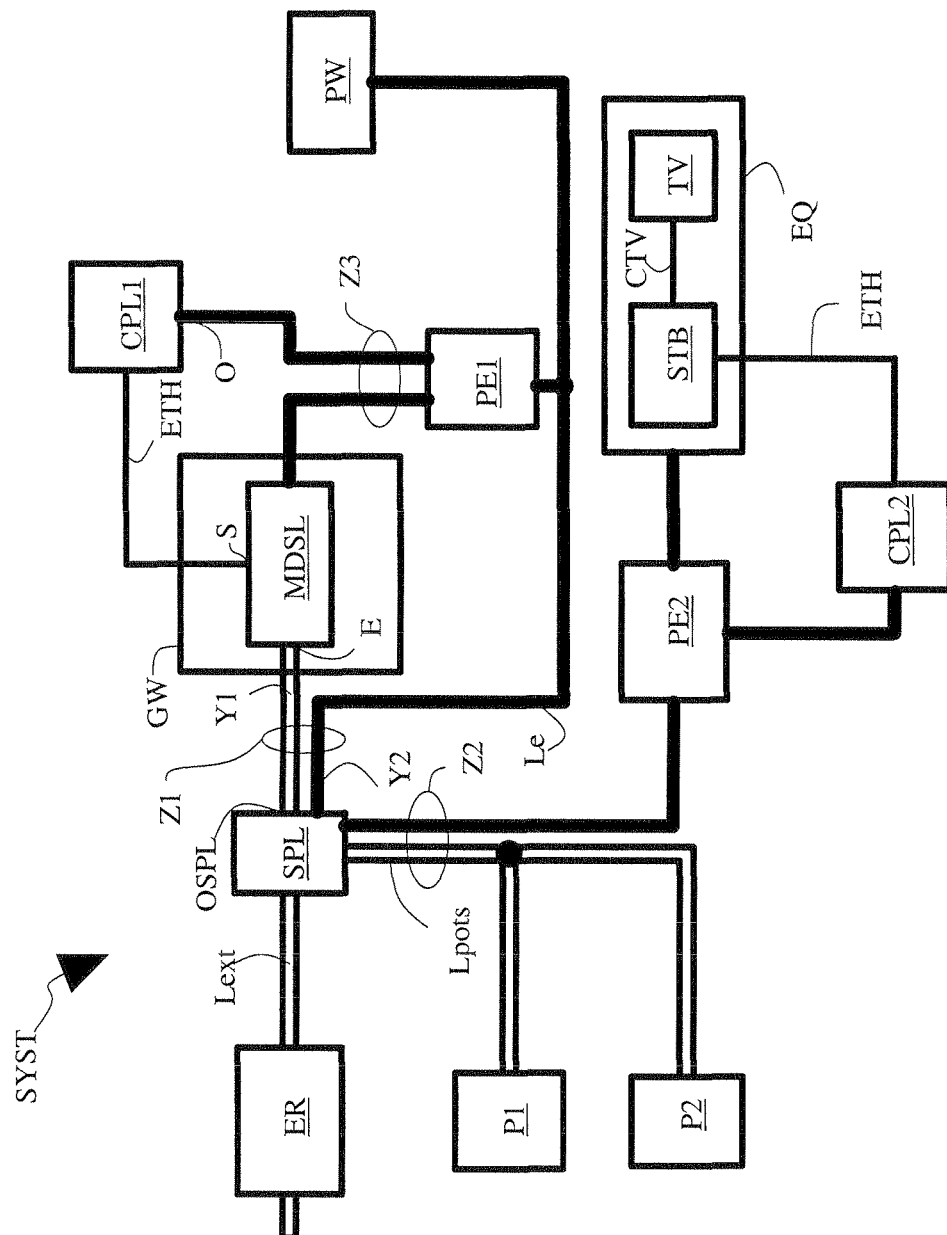 SYST
ER
Lext
OSPL
SPL
Z1
GW
Y1
E
MDSL
S
ETH
CPL1
O
Z3
PE1
PW
Y2
Le
Z2
Lpots
P1
P2
PE2
CPL2
ETH
STB
CTV
TV
EQ